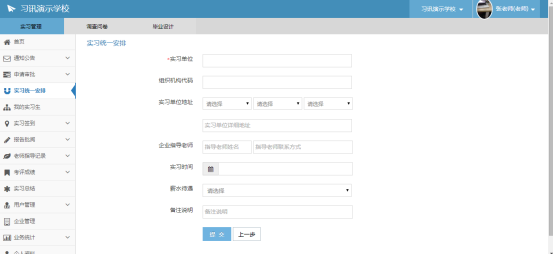 习讯演示学校
习讯演示学校
张老师(老师)
实习管理
调查问卷
毕业设计
首页
通知公告
申请审批
实习统一安排
我的实习生
实习签到
报告批阅
老师指导记录
考评成绩
实习总结
用户管理
企业管理
业务统计
个人资料
实习统一安排
*实习单位
组织机构代码
实习单位地址 请选择 请选择 请选择
实习单位详细地址
企业指导老师 指导老师姓名 指导老师联系方式
实习时间
薪水待遇 请选择
备注说明 备注说明
提 交 上一步